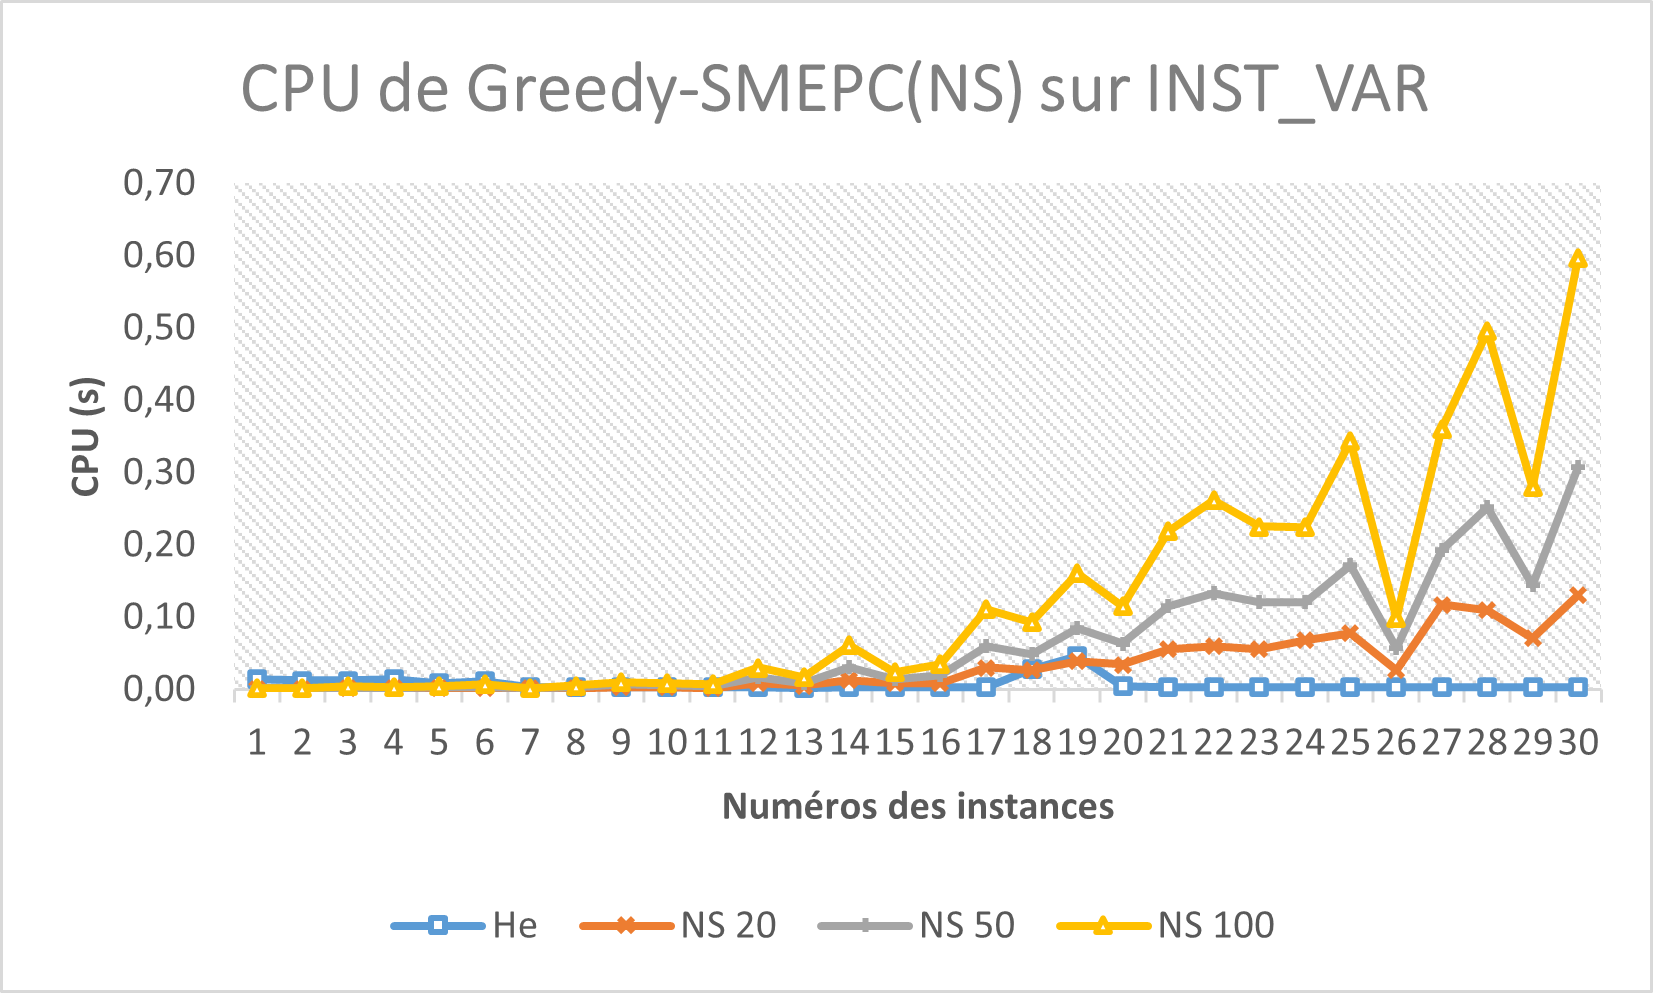 CPU de Greedy-SMEPC(NS) sur INST_VAR
0,70
0,60
0,50
0,40
0,30
0,20
0,10
0,00
CPU (s)
1 2 3 4 5 6 7 8 9 10 11 12 13 14 15 16 17 18 19 20 21 22 23 24 25 26 27 28 29 30
Numéros des instances
He NS 20 NS 50 NS 100